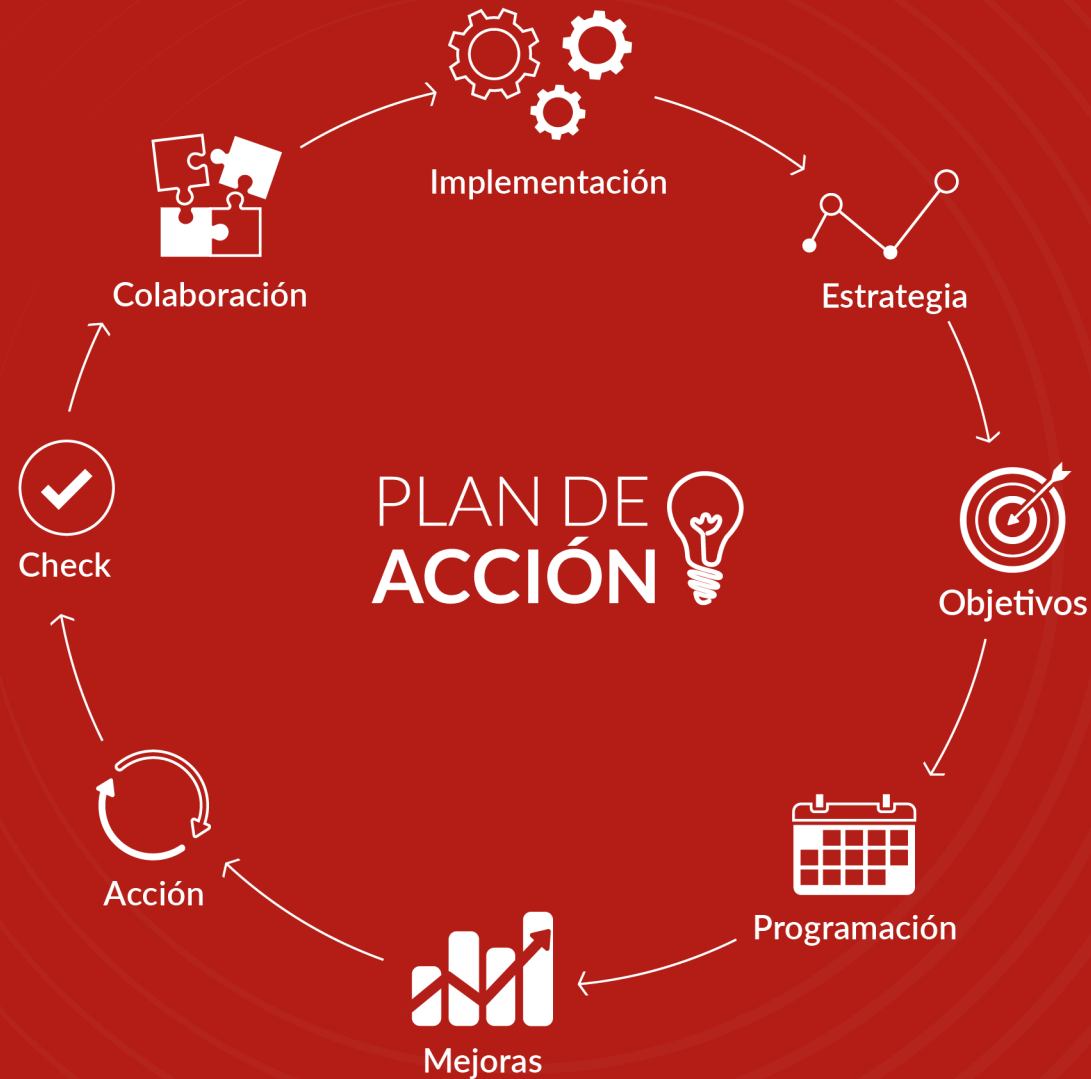 Implementación
Estrategia
Objetivos
Programación
Mejoras
Acción
Check
Colaboración
PLAN DE
ACCIÓN